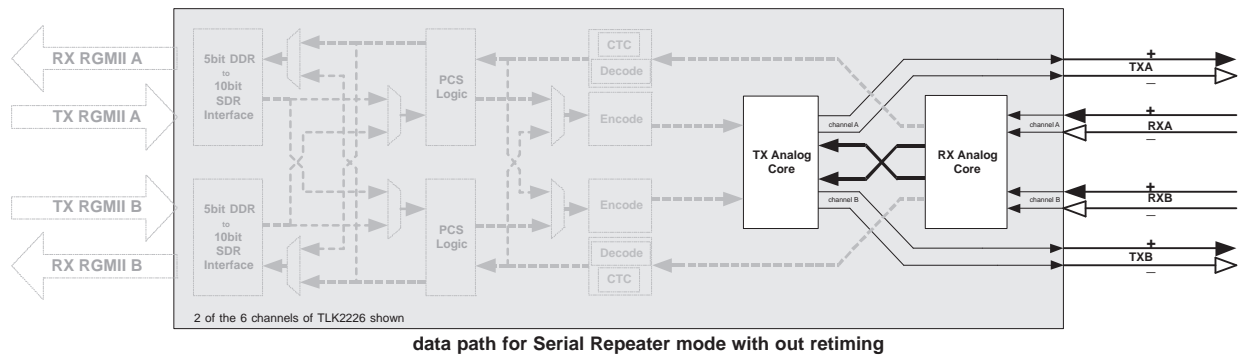 RX RGMII A
TX RGMII A
TX RGMII B
RX RGMII B
5bit DDR
to
10bit
SDR
Interface
5bit DDR
to
10bit
SDR
Interface
PCS
Logic
PCS
Logic
CTC
Decode
Encode
Encode
Decode
CTC
TX Analog
Core
channel A
channel B
RX Analog
Core
channel A
channel B
+
TXA
–
+
RXA
–
+
RXB
–
+
TXB
–
2 of the 6 channels of TLK2226 shown
data path for Serial Repeater mode with out retiming